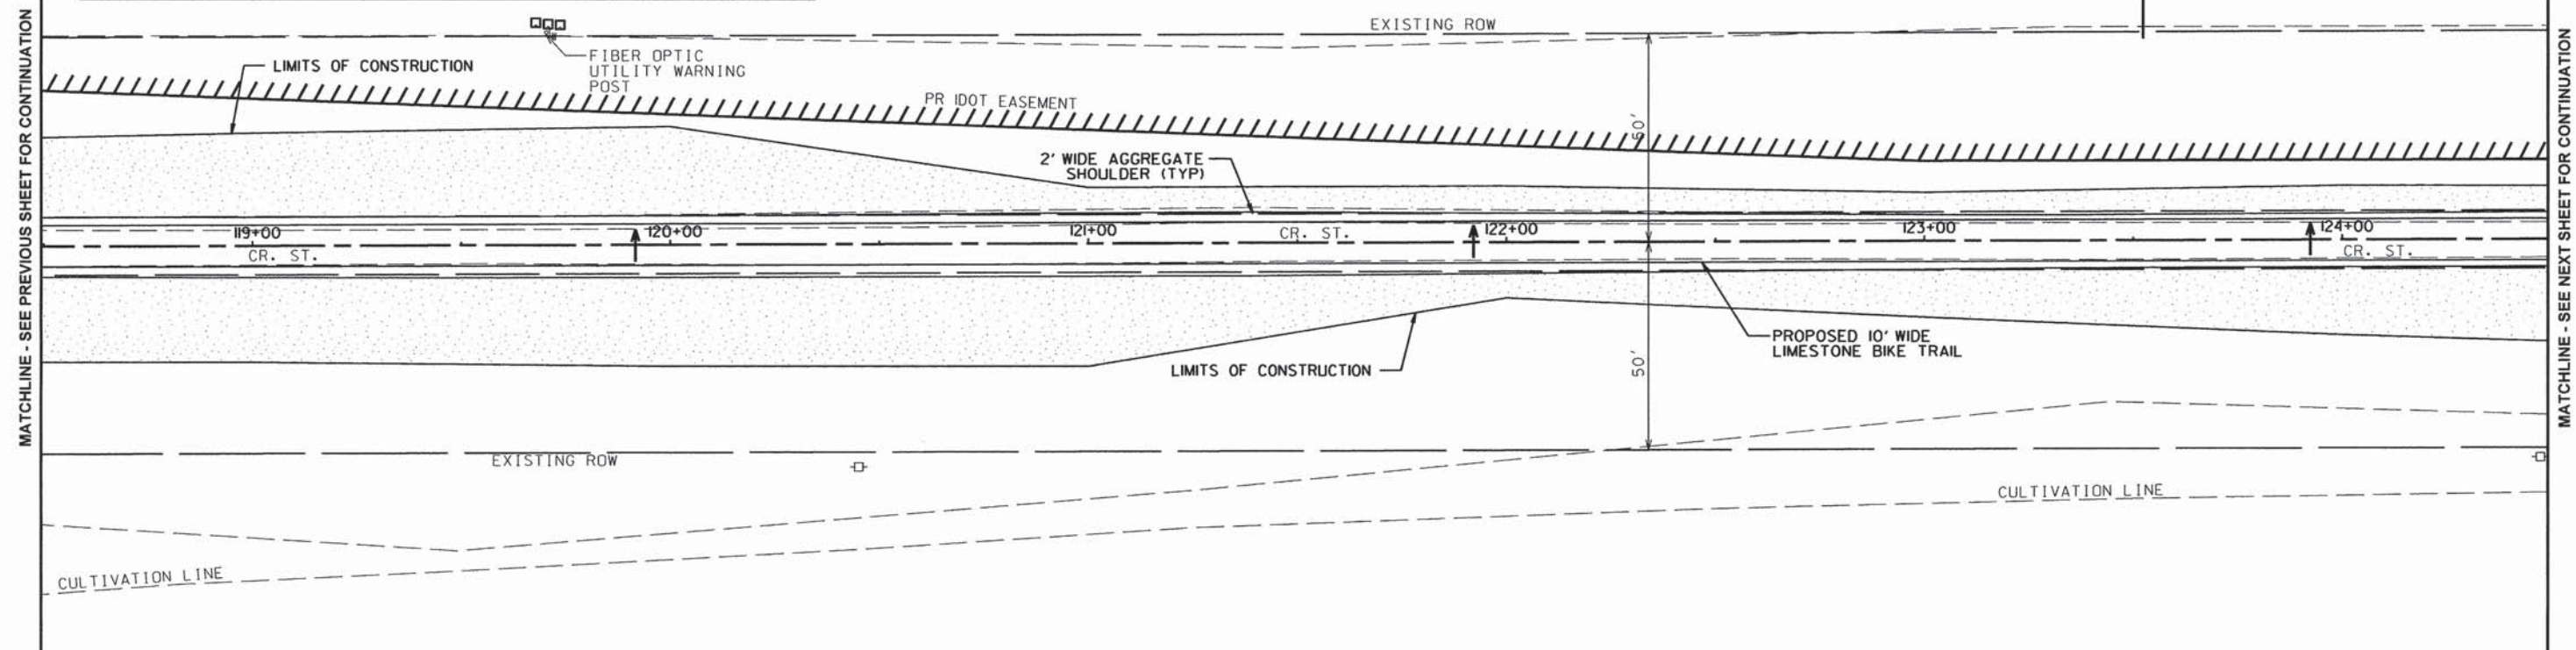 MATCHLINE - SEE PREVIOUS SHEET FOR CONTINUATION
EXISTING ROW
FIBER OPTIC
UTILITY WARNING
POST
LIMITS OF CONSTRUCTION
PR IDOT EASEMENT
50'
2' WIDE AGGREGATE
SHOULDER (TYP)
119+00
120+00
121+00
122+00
123+00
124+00
CR. ST.
CR. ST.
CR. ST.
PROPOSED 10' WIDE
LIMESTONE BIKE TRAIL
LIMITS OF CONSTRUCTION
50'
EXISTING ROW
CULTIVATION LINE
CULTIVATION LINE
MATCHLINE - SEE NEXT SHEET FOR CONTINUATION